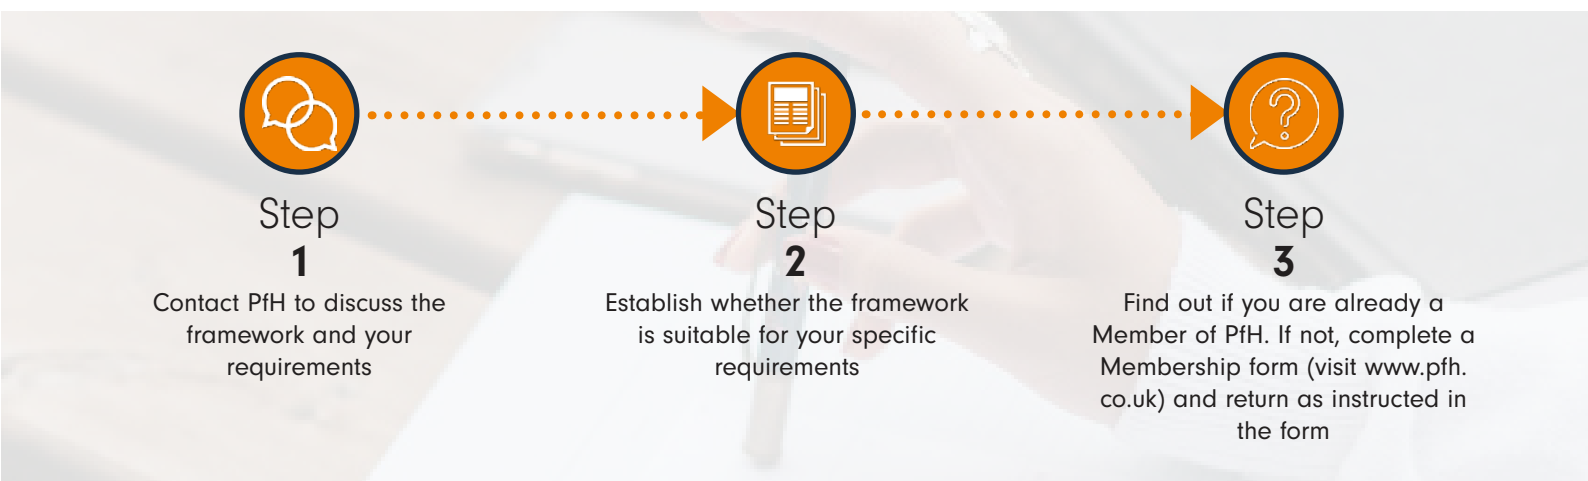 Step
1
Contact PfH to discuss the
framework and your
requirements
Step
2
Establish whether the framework
is suitable for your specific
requirements
Step
3
Find out if you are already a
Member of PfH. If not, complete a
Membership form (visit www.pfh.
co.uk) and return as instructed in
the form